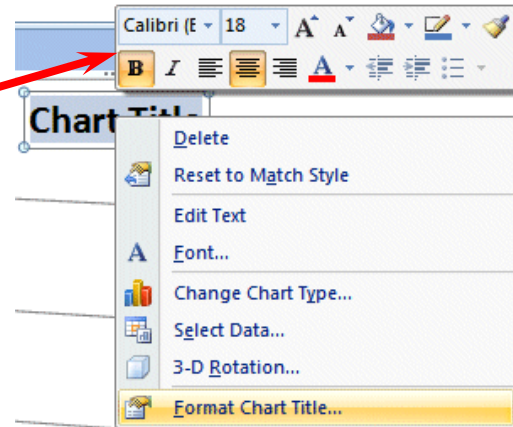 Calibri (E 18 A A
B I A
Chart Title
Delete
Reset to Match Style
Edit Text
A Font...
Change Chart Type...
Select Data...
3-D Rotation...
Format Chart Title...